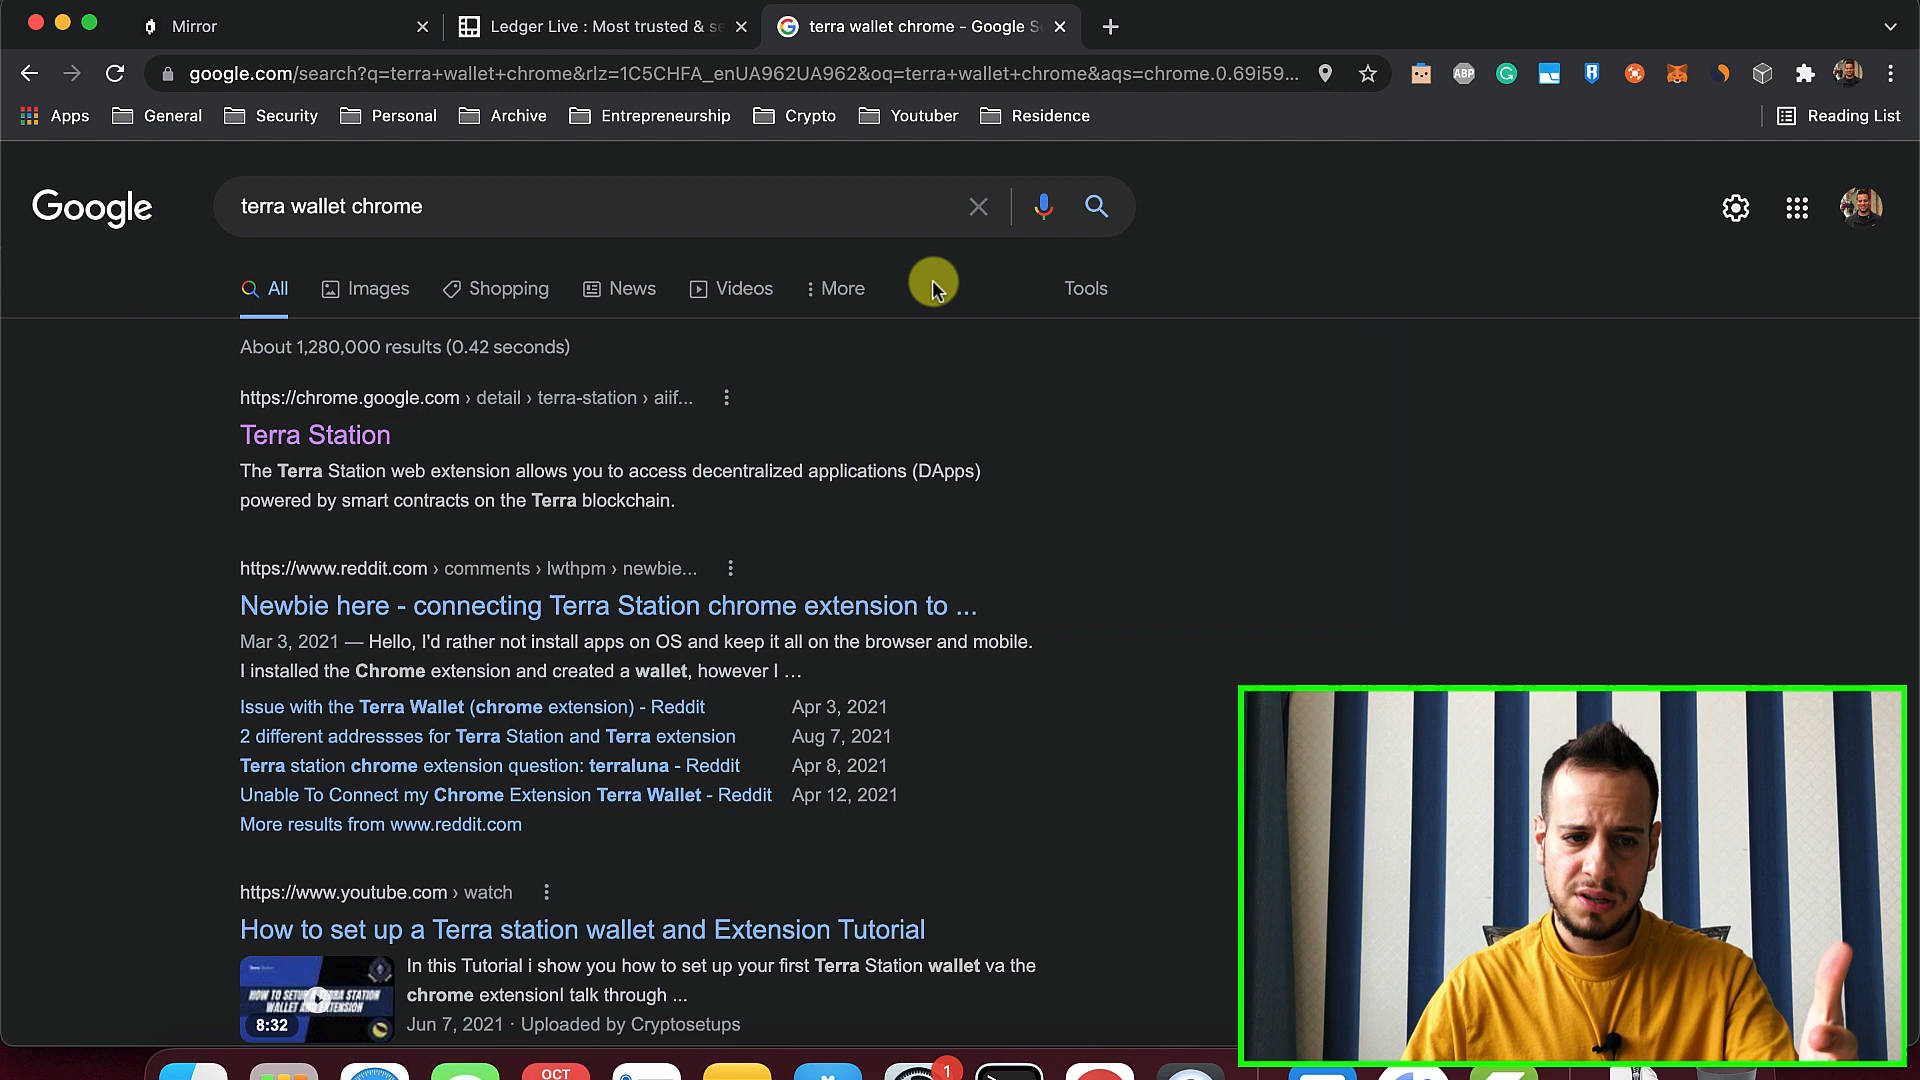 Mirror
Ledger Live : Most trusted & se
terra wallet chrome - Google S
google.com/search?q=terra+wallet+chrome&rlz=1C5CHFA_enUA962UA962&oq=terra+wallet+chrome&aqs=chrome.0.69i59...
ABP
Apps
General
Security
Personal
Archive
Entrepreneurship
Crypto
Youtuber
Residence
Reading List
Google
terra wallet chrome
All
Images
Shopping
News
Videos
More
Tools
About 1,280,000 results (0.42 seconds)
https://chrome.google.com › detail › terra-station › aiif...
Terra Station
The Terra Station web extension allows you to access decentralized applications (DApps)
powered by smart contracts on the Terra blockchain.
https://www.reddit.com › comments › lwthpm › newbie...
Newbie here - connecting Terra Station chrome extension to ...
Mar 3, 2021 — Hello, I'd rather not install apps on OS and keep it all on the browser and mobile.
I installed the Chrome extension and created a wallet, however I ...
Issue with the Terra Wallet (chrome extension) - Reddit Apr 3, 2021
2 different addressses for Terra Station and Terra extension Aug 7, 2021
Terra station chrome extension question: terraluna - Reddit Apr 8, 2021
Unable To Connect my Chrome Extension Terra Wallet - Reddit Apr 12, 2021
More results from www.reddit.com
https://www.youtube.com › watch
How to set up a Terra station wallet and Extension Tutorial
In this Tutorial i show you how to set up your first Terra Station wallet va the
chrome extensionI talk through ...
HOW TO SETUP A TERRA STATION
WALLET AND EXTENSION
8:32
Jun 7, 2021 · Uploaded by Cryptosetups
OCT
1